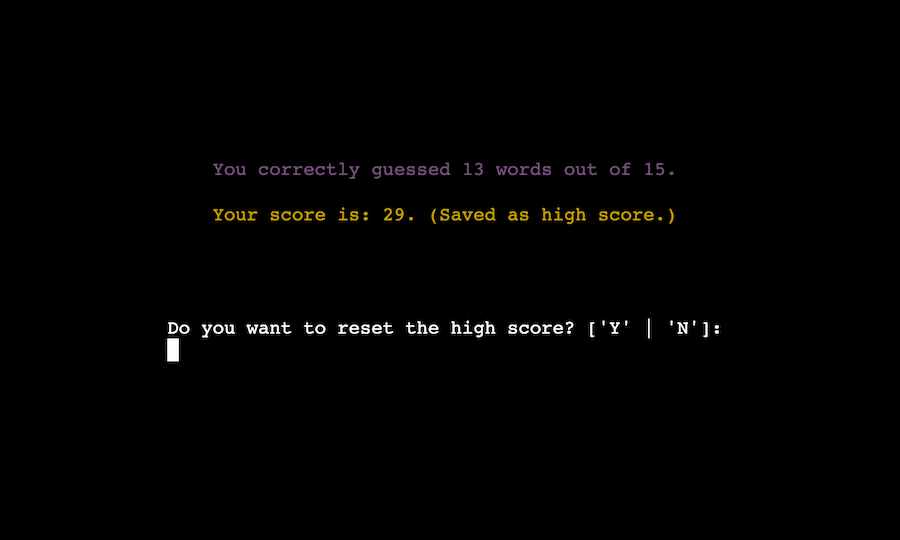 You correctly guessed 13 words out of 15.
Your score is: 29. (Saved as high score.)
Do you want to reset the high score? ['Y' | 'N']: